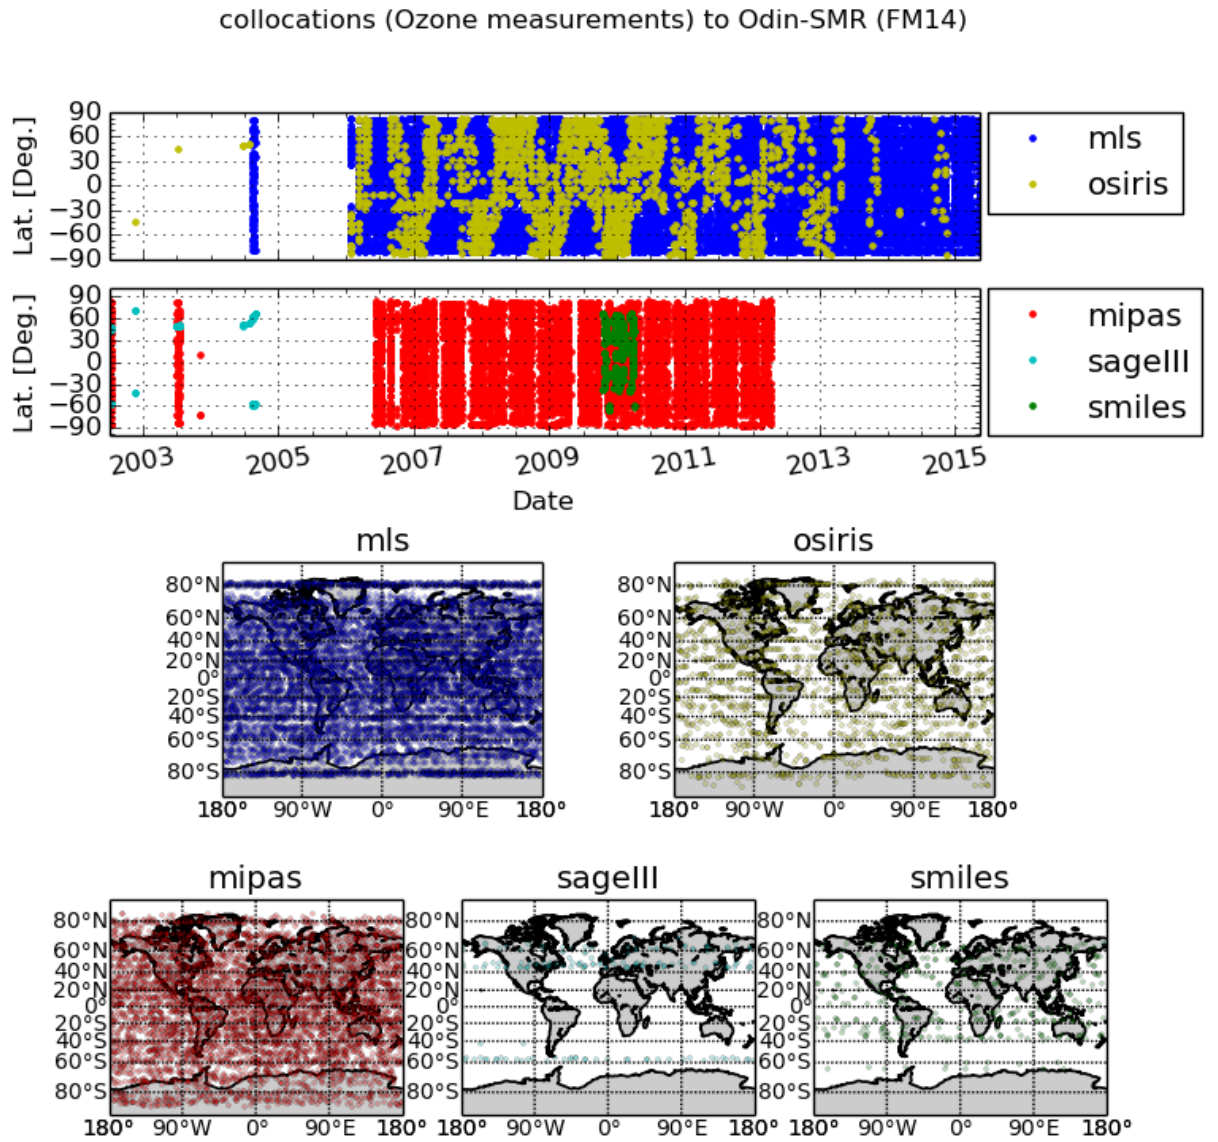 collocations (Ozone measurements) to Odin-SMR (FM14)
Lat. [Deg.]
90
60
30
0
−30
−60
−90
mls
osiris
Lat. [Deg.]
90
60
30
0
−30
−60
−90
mipas
sageIII
smiles
2003 2005 2007 2009 2011 2013 2015
Date
mls osiris
80°N
60°N
40°N
20°N
0°
20°S
40°S
60°S
80°S
180° 90°W 0° 90°E 180°
80°N
60°N
40°N
20°N
0°
20°S
40°S
60°S
80°S
180° 90°W 0° 90°E 180°
mipas sageIII smiles
80°N
60°N
40°N
20°N
0°
20°S
40°S
60°S
80°S
180° 90°W 0° 90°E 180°
80°N
60°N
40°N
20°N
0°
20°S
40°S
60°S
80°S
180° 90°W 0° 90°E 180°
80°N
60°N
40°N
20°N
0°
20°S
40°S
60°S
80°S
180° 90°W 0° 90°E 180°